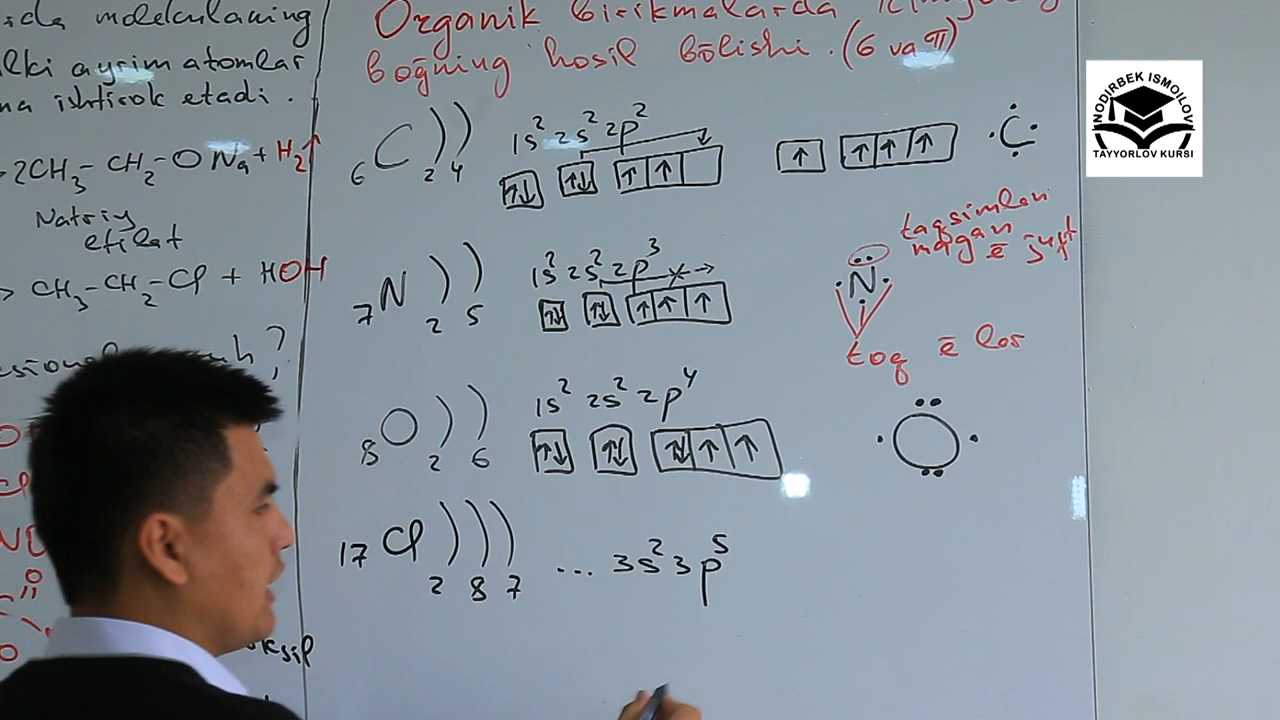 molekulaning
ayrim atomlar
ishtirok etadi.
2CH₃-CH₂-ONa + H₂↑
Natriy
etilat
CH₃-CH₂-Cl + HOH
?
Organik birikmalarda
bog'ning hosil bo'lishi. (б va π)
₆C ) ) 1s² 2s² 2p²
2 4
↑↓ ↑↓ ↑ ↑ ↑ ↑ ↑ ↑
C
₇N ) ) 1s² 2s² 2p³
2 5
↑↓ ↑↓ ↑ ↑ ↑
N
taqsimlan
magan
ē juft
toq ē lar
₈O ) ) 1s² 2s² 2p⁴
2 6
↑↓ ↑↓ ↑↓ ↑ ↑
O
₁₇Cl ) ) ) ... 3s² 3p⁵
2 8 7
NODIRBEK ISMOILOV
TAYYORLOV KURSI